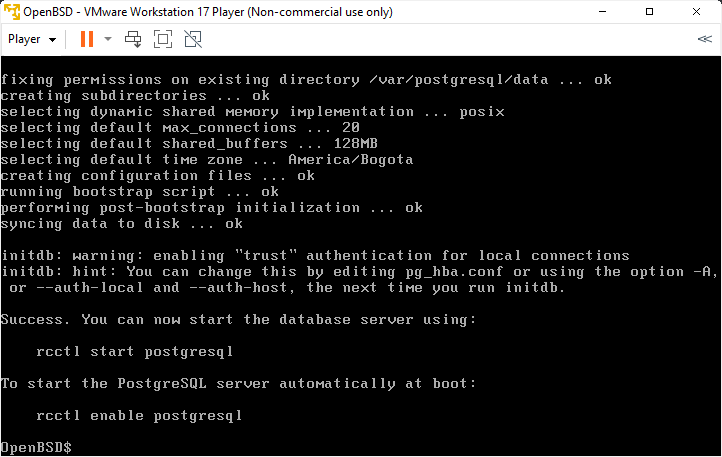 OpenBSD - VMware Workstation 17 Player (Non-commercial use only)
Player
fixing permissions on existing directory /var/postgresql/data ... ok
creating subdirectories ... ok
selecting dynamic shared memory implementation ... posix
selecting default max_connections ... 20
selecting default shared_buffers ... 128MB
selecting default time zone ... America/Bogota
creating configuration files ... ok
running bootstrap script ... ok
performing post-bootstrap initialization ... ok
syncing data to disk ... ok
initdb: warning: enabling "trust" authentication for local connections
initdb: hint: You can change this by editing pg_hba.conf or using the option -A,
or --auth-local and --auth-host, the next time you run initdb.
Success. You can now start the database server using:
rcctl start postgresql
To start the PostgreSQL server automatically at boot:
rcctl enable postgresql
OpenBSD$